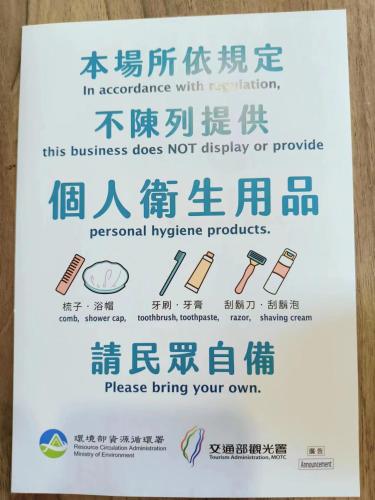 本場所依規定
In accordance with regulation,
不陳列提供
this business does NOT display or provide
個人衛生用品
personal hygiene products.
梳子．浴帽 牙刷．牙膏 刮鬍刀．刮鬍泡
comb, shower cap, toothbrush, toothpaste, razor, shaving cream
請民眾自備
Please bring your own.
環境部資源循環署
Resource Circulation Administration
Ministry of Environment
交通部觀光署
Tourism Administration, MOTC
廣告
Announcement